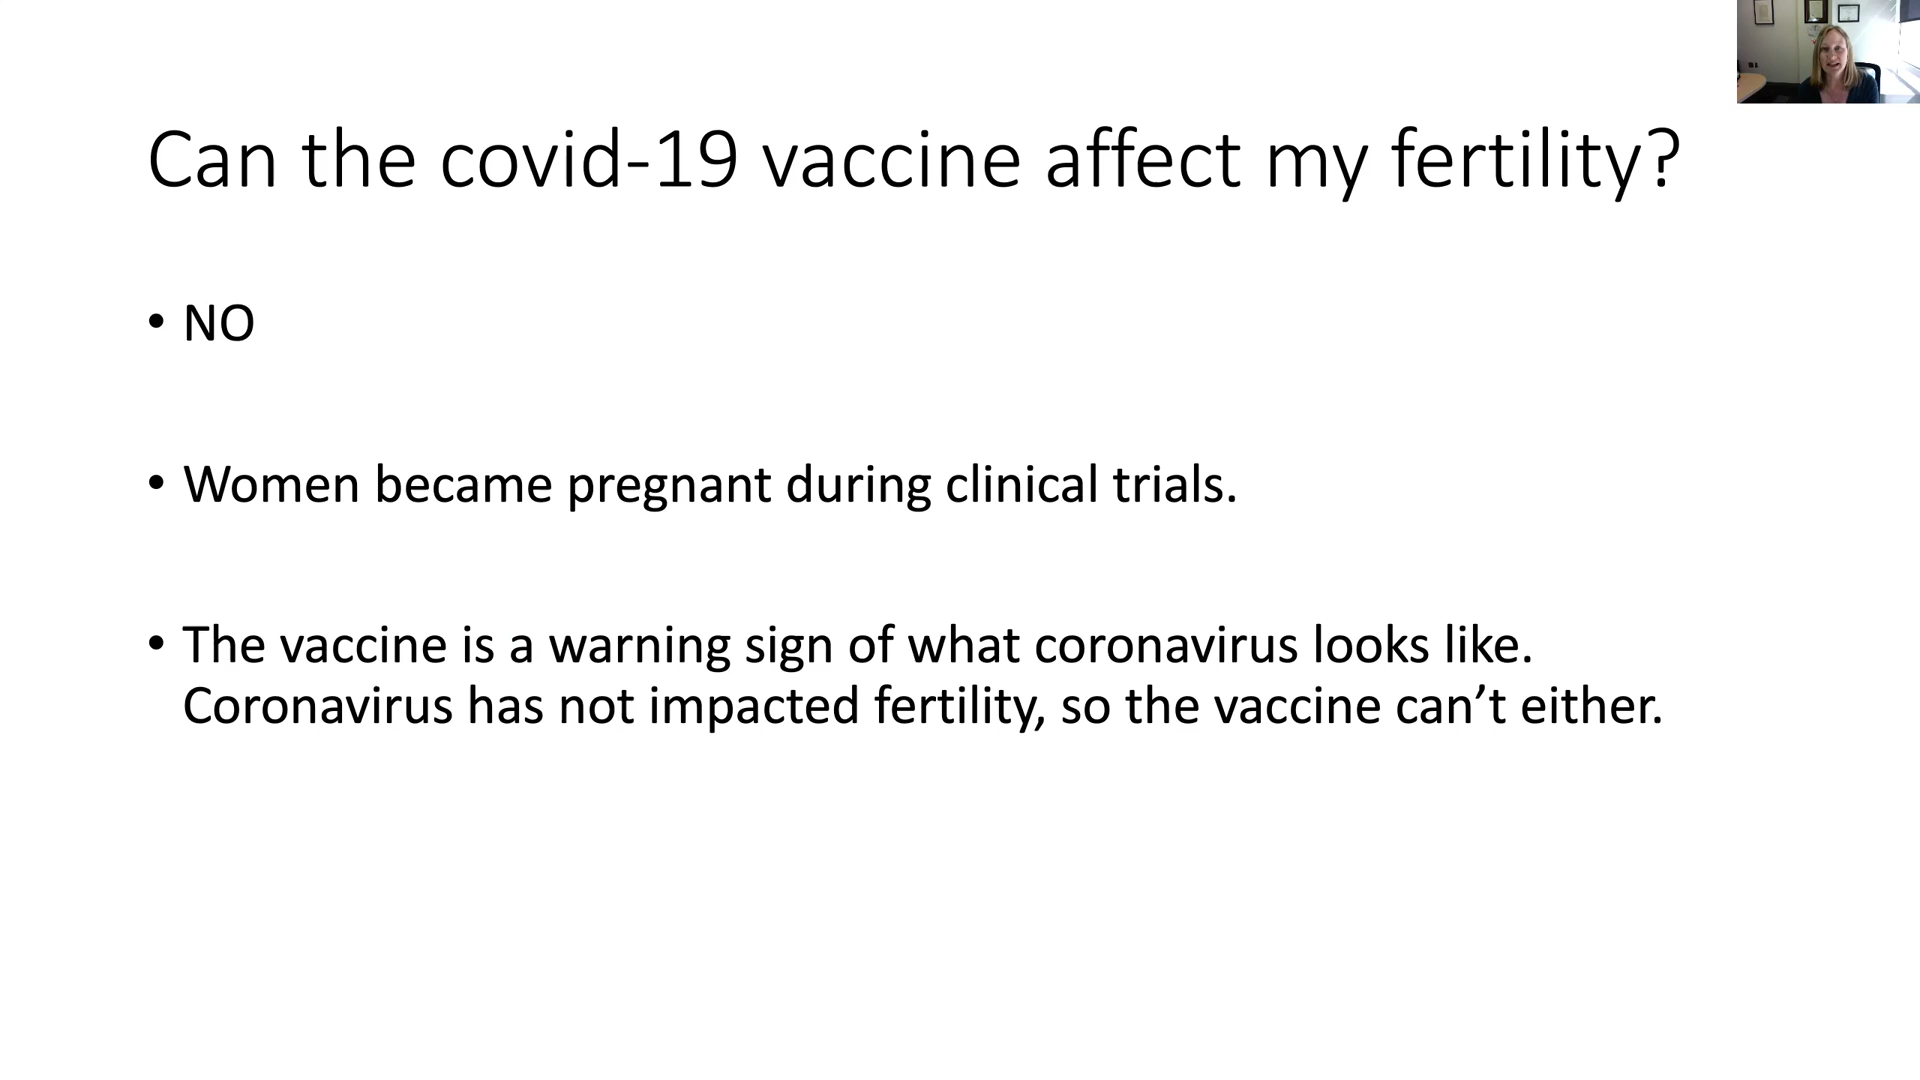 Can the covid-19 vaccine affect my fertility?
• NO
• Women became pregnant during clinical trials.
• The vaccine is a warning sign of what coronavirus looks like.
Coronavirus has not impacted fertility, so the vaccine can’t either.